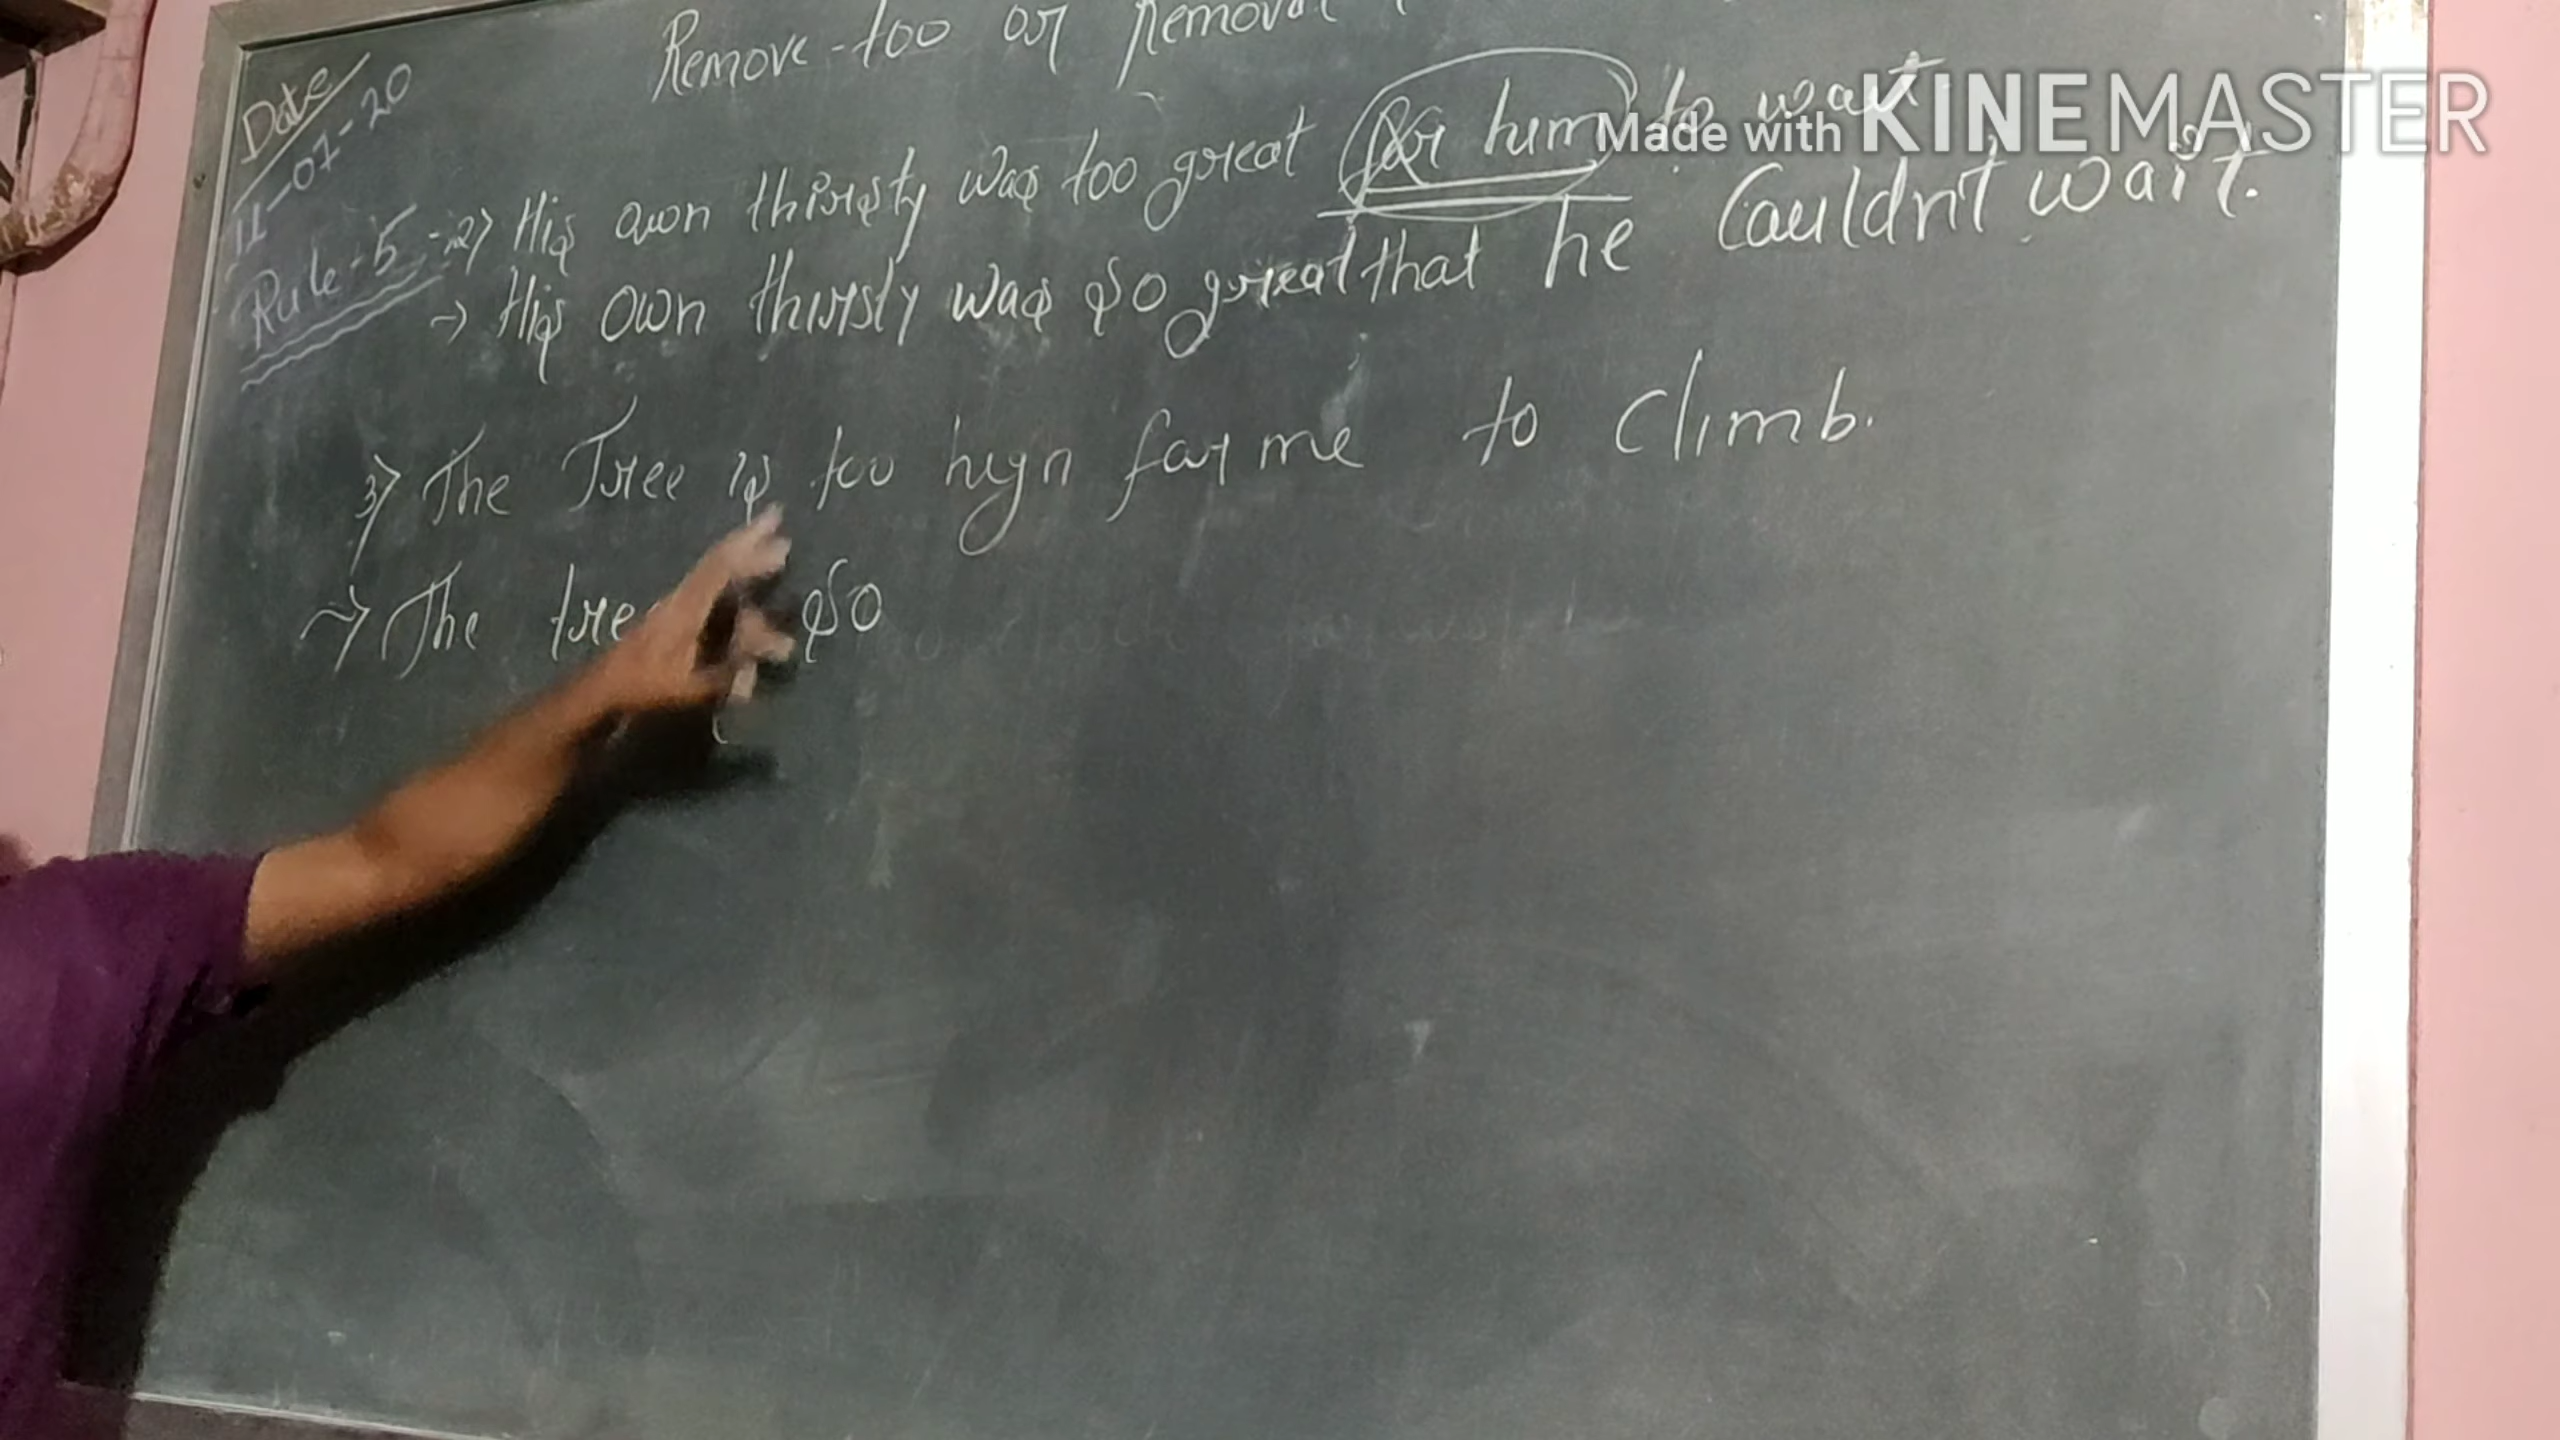 Remove-too or Removal
Date
11-07-20
Rule-5:-2) His own thirsty was too great for him to wait
→ His own thirsty was so great that he Couldn't wait.
3) The Tree is too high for me to Climb.
→ The tree so
Made with KINEMASTER